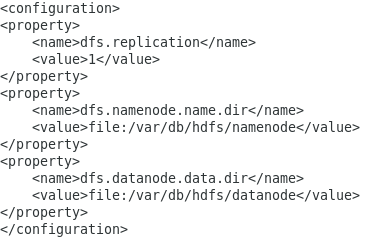 <configuration>
<property>
    <name>dfs.replication</name>
    <value>1</value>
</property>
<property>
    <name>dfs.namenode.name.dir</name>
    <value>file:/var/db/hdfs/namenode</value>
</property>
<property>
    <name>dfs.datanode.data.dir</name>
    <value>file:/var/db/hdfs/datanode</value>
</property>
</configuration>